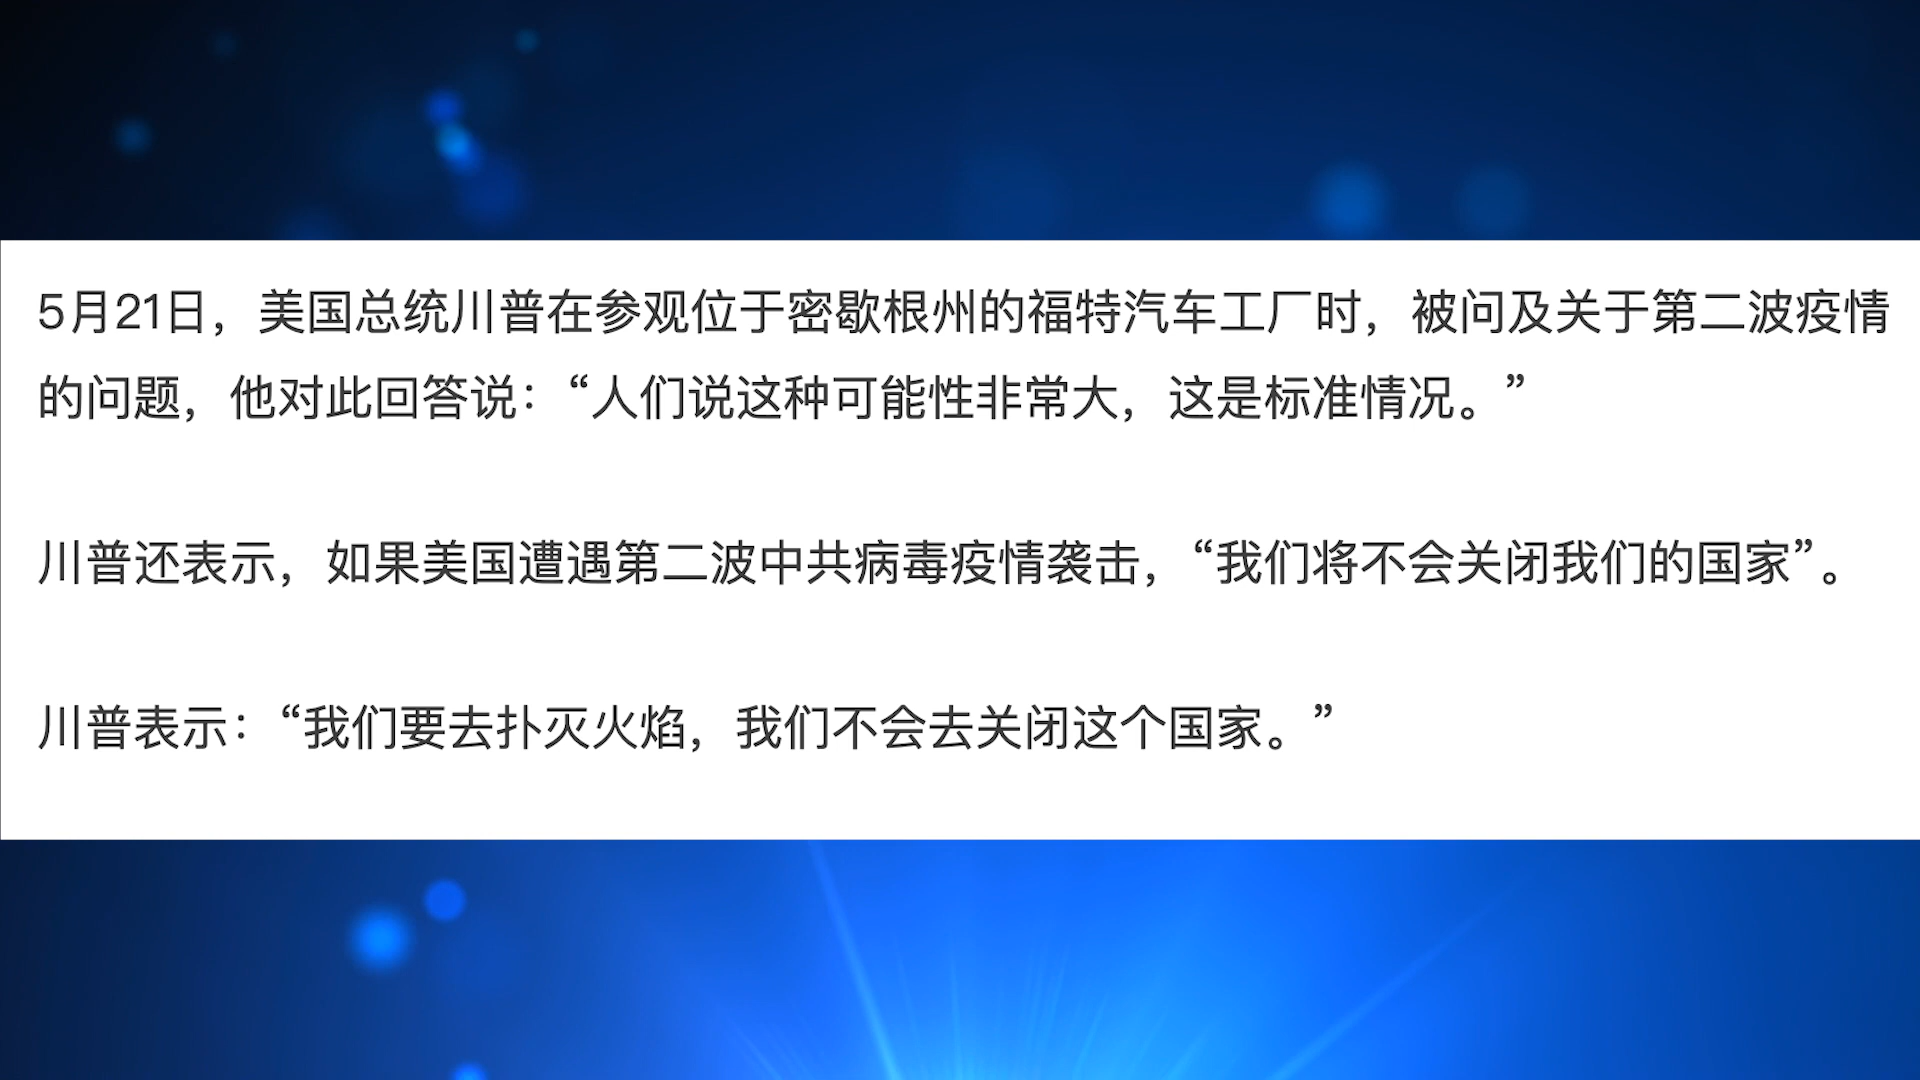 5月21日，美国总统川普在参观位于密歇根州的福特汽车工厂时，被问及关于第二波疫情
的问题，他对此回答说：“人们说这种可能性非常大，这是标准情况。”
川普还表示，如果美国遭遇第二波中共病毒疫情袭击，“我们将不会关闭我们的国家”。
川普表示：“我们要去扑灭火焰，我们不会去关闭这个国家。”